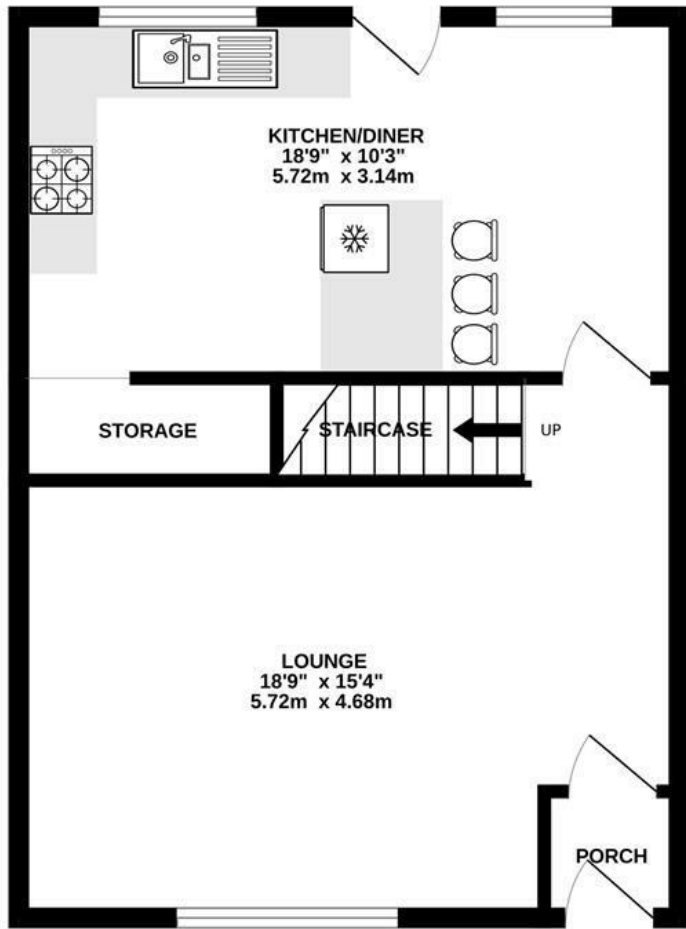 KITCHEN/DINER
18'9" x 10'3"
5.72m x 3.14m
STORAGE
STAIRCASE
UP
LOUNGE
18'9" x 15'4"
5.72m x 4.68m
PORCH